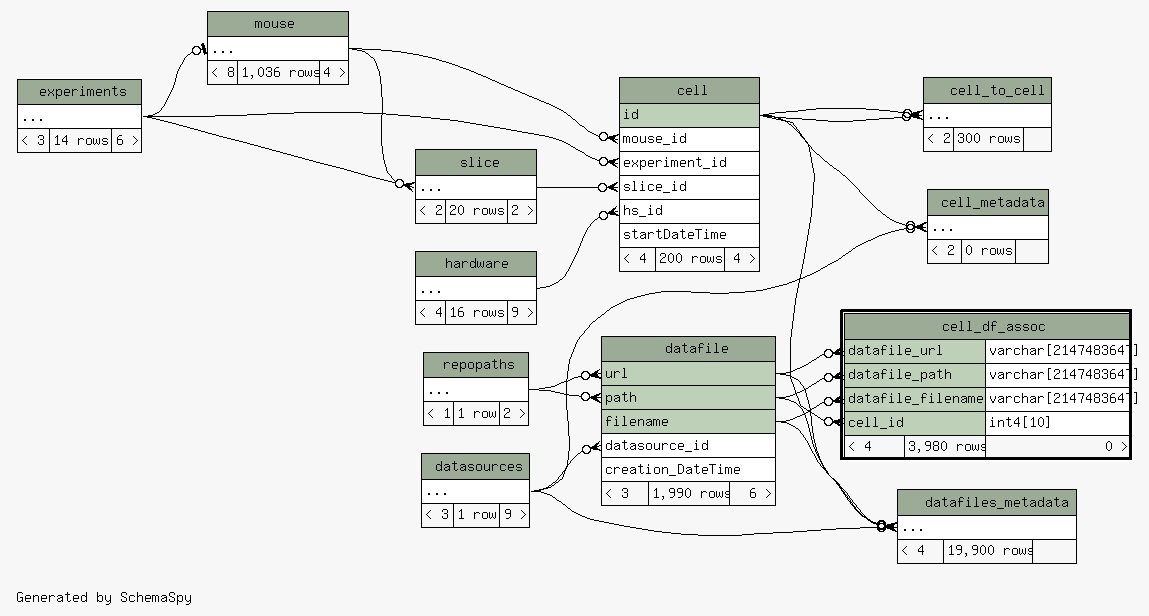 mouse
...
< 8 1,036 rows 4 >
experiments
...
< 3 14 rows 6 >
slice
...
< 2 20 rows 2 >
hardware
...
< 4 16 rows 9 >
repopaths
...
< 1 1 row 2 >
datasources
...
< 3 1 row 9 >
cell
id
mouse_id
experiment_id
slice_id
hs_id
startDateTime
< 4 200 rows 4 >
datafile
url
path
filename
datasource_id
creation_DateTime
< 3 1,990 rows 6 >
cell_to_cell
...
< 2 300 rows
cell_metadata
...
< 2 0 rows
cell_df_assoc
datafile_url varchar[2147483647]
datafile_path varchar[2147483647]
datafile_filename varchar[2147483647]
cell_id int4[10]
< 4 3,980 rows 0 >
datafiles_metadata
...
< 4 19,900 rows
Generated by SchemaSpy